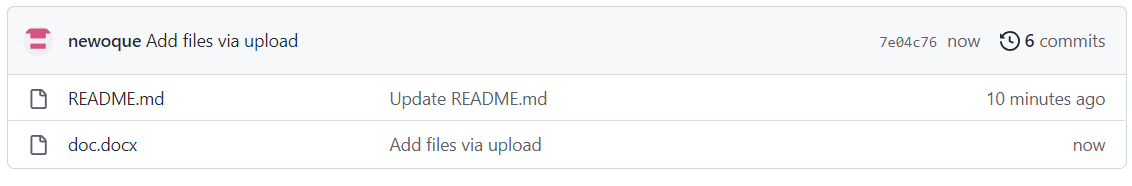 newoque Add files via upload 7e04c76 now 6 commits
README.md Update README.md 10 minutes ago
doc.docx Add files via upload now